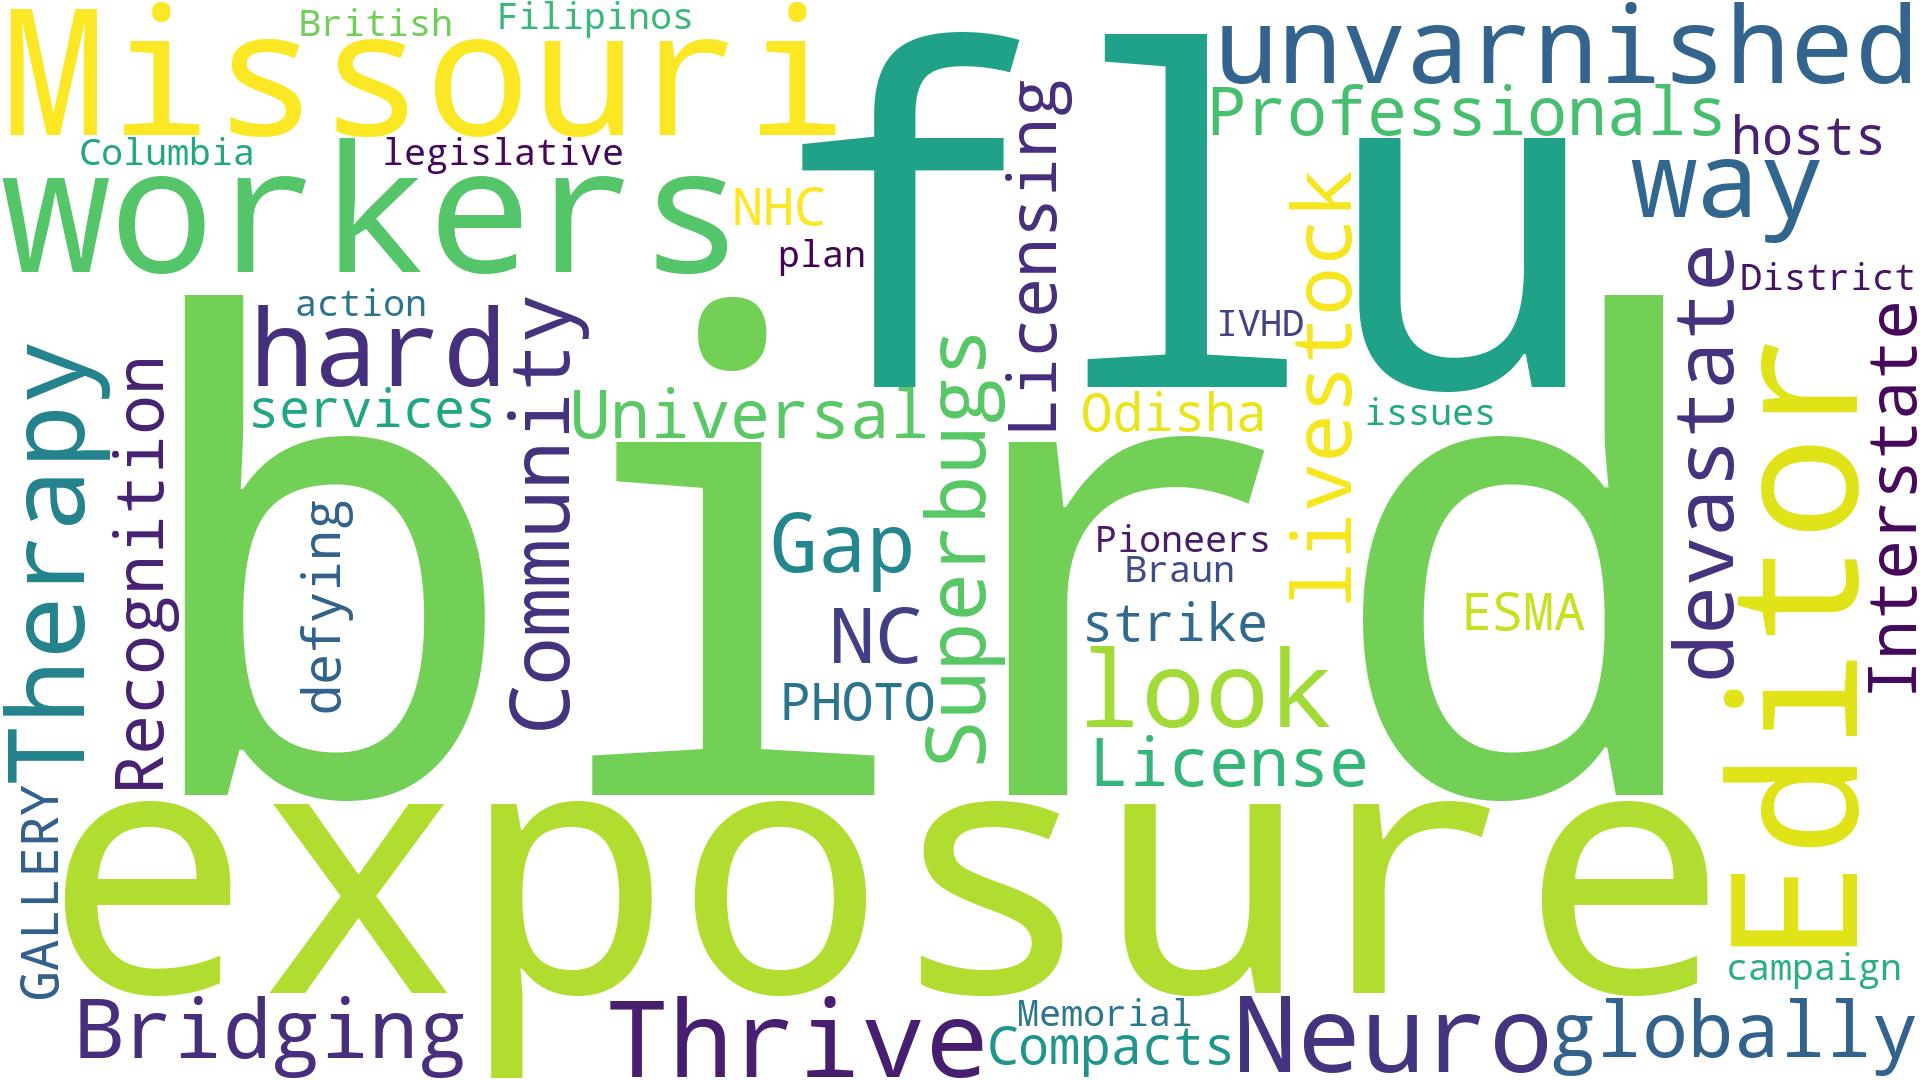 Missouri
British
Filipinos
unvarnished
Professionals
hosts
Columbia
legislative
flu
workers
NHC
plan
Licensing
livestock
way
District
action
hard
Community
IVHD
devastate
Interstate
Therapy
Recognition
services
Universal
Superbugs
Odisha
issues
bird
defying
Gap
Pioneers
Braun
Editor
NC
strike
ESMA
PHOTO
look
License
GALLERY
exposure
campaign
Bridging
Thrive
Memorial
Compacts
Neuro
globally